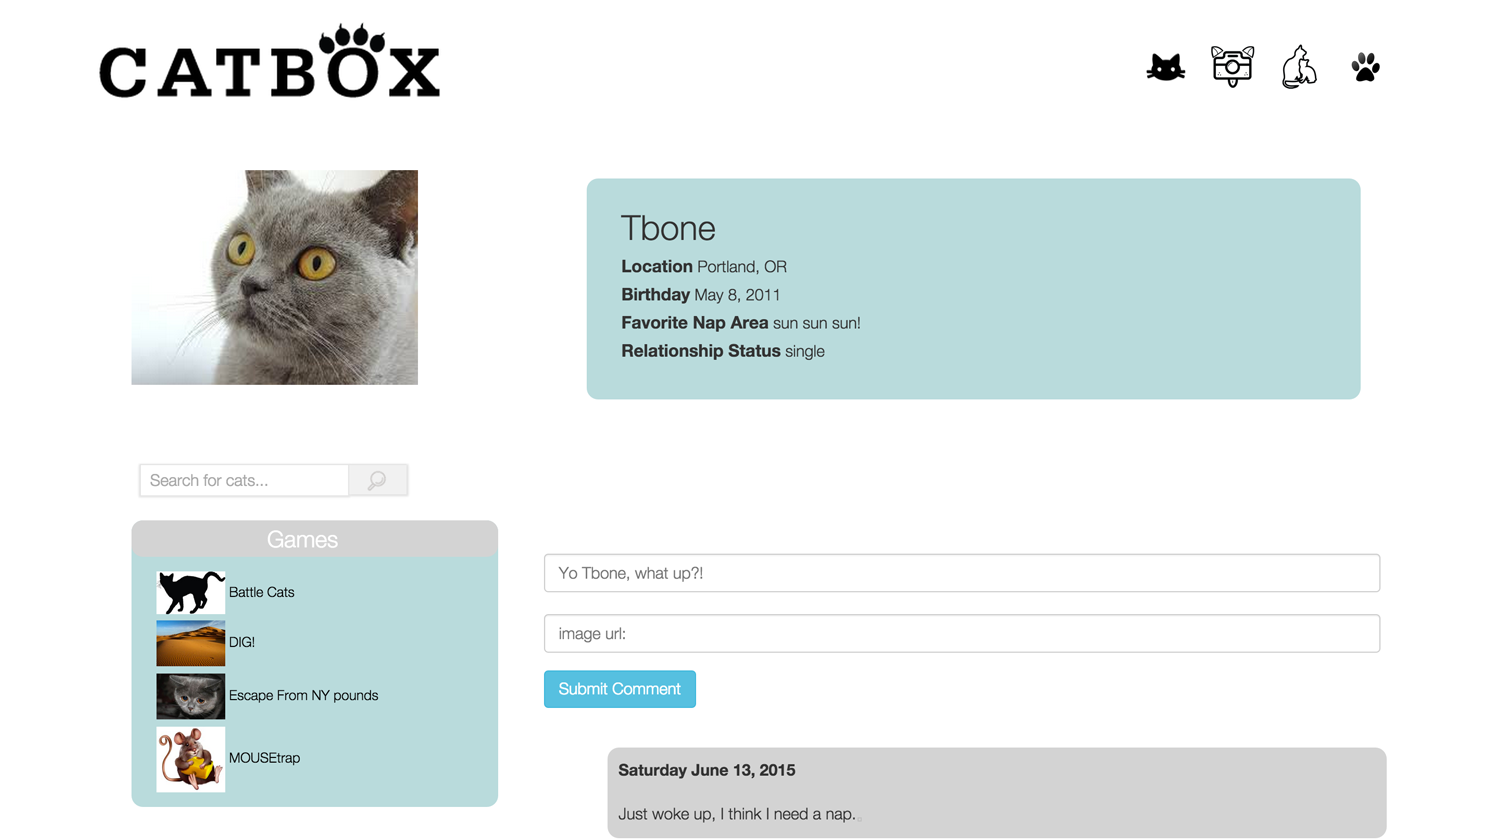 CATBOX
Tbone
Location Portland, OR
Birthday May 8, 2011
Favorite Nap Area sun sun sun!
Relationship Status single
Search for cats...
Games
Battle Cats
DIG!
Escape From NY pounds
MOUSEtrap
Yo Tbone, what up?!
image url:
Submit Comment
Saturday June 13, 2015
Just woke up, I think I need a nap.